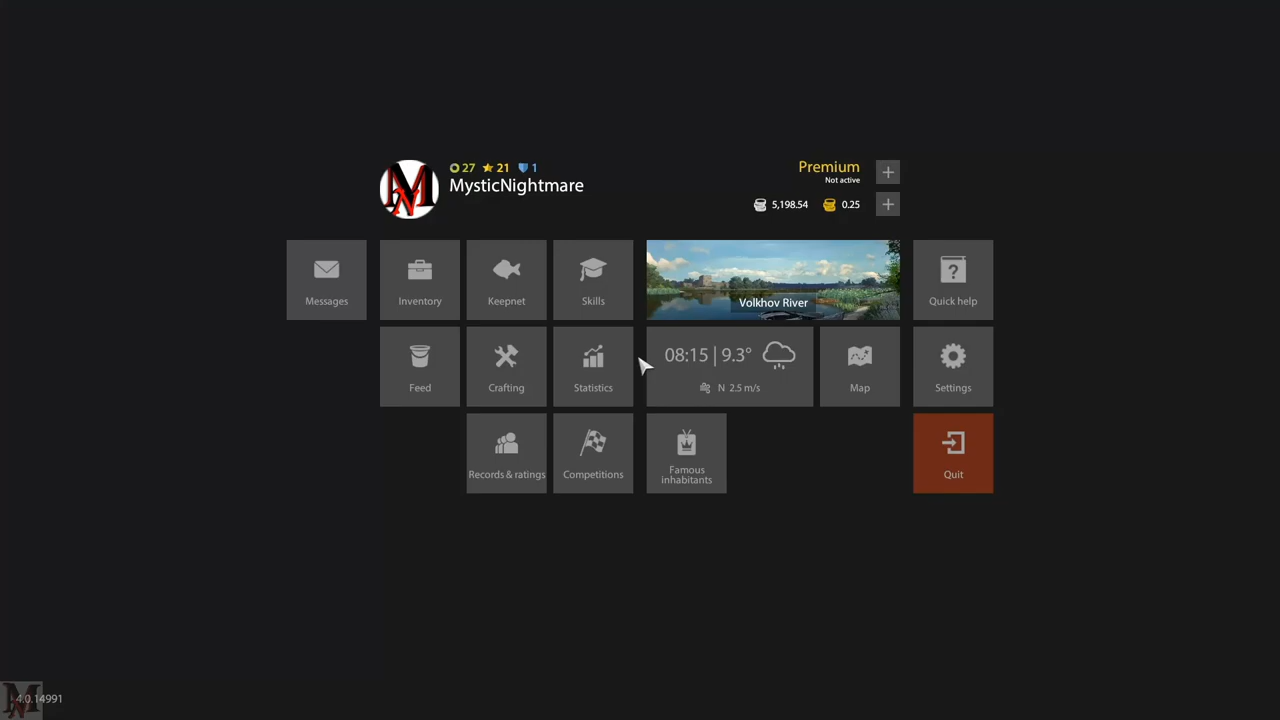 27 21 1
MysticNightmare
Premium
Not active
5,198.54 0.25
Messages
Inventory
Keepnet
Skills
Volkhov River
Quick help
Feed
Crafting
Statistics
08:15 | 9.3°
N 2.5 m/s
Map
Settings
Records & ratings
Competitions
Famous
inhabitants
Quit
4.0.14991